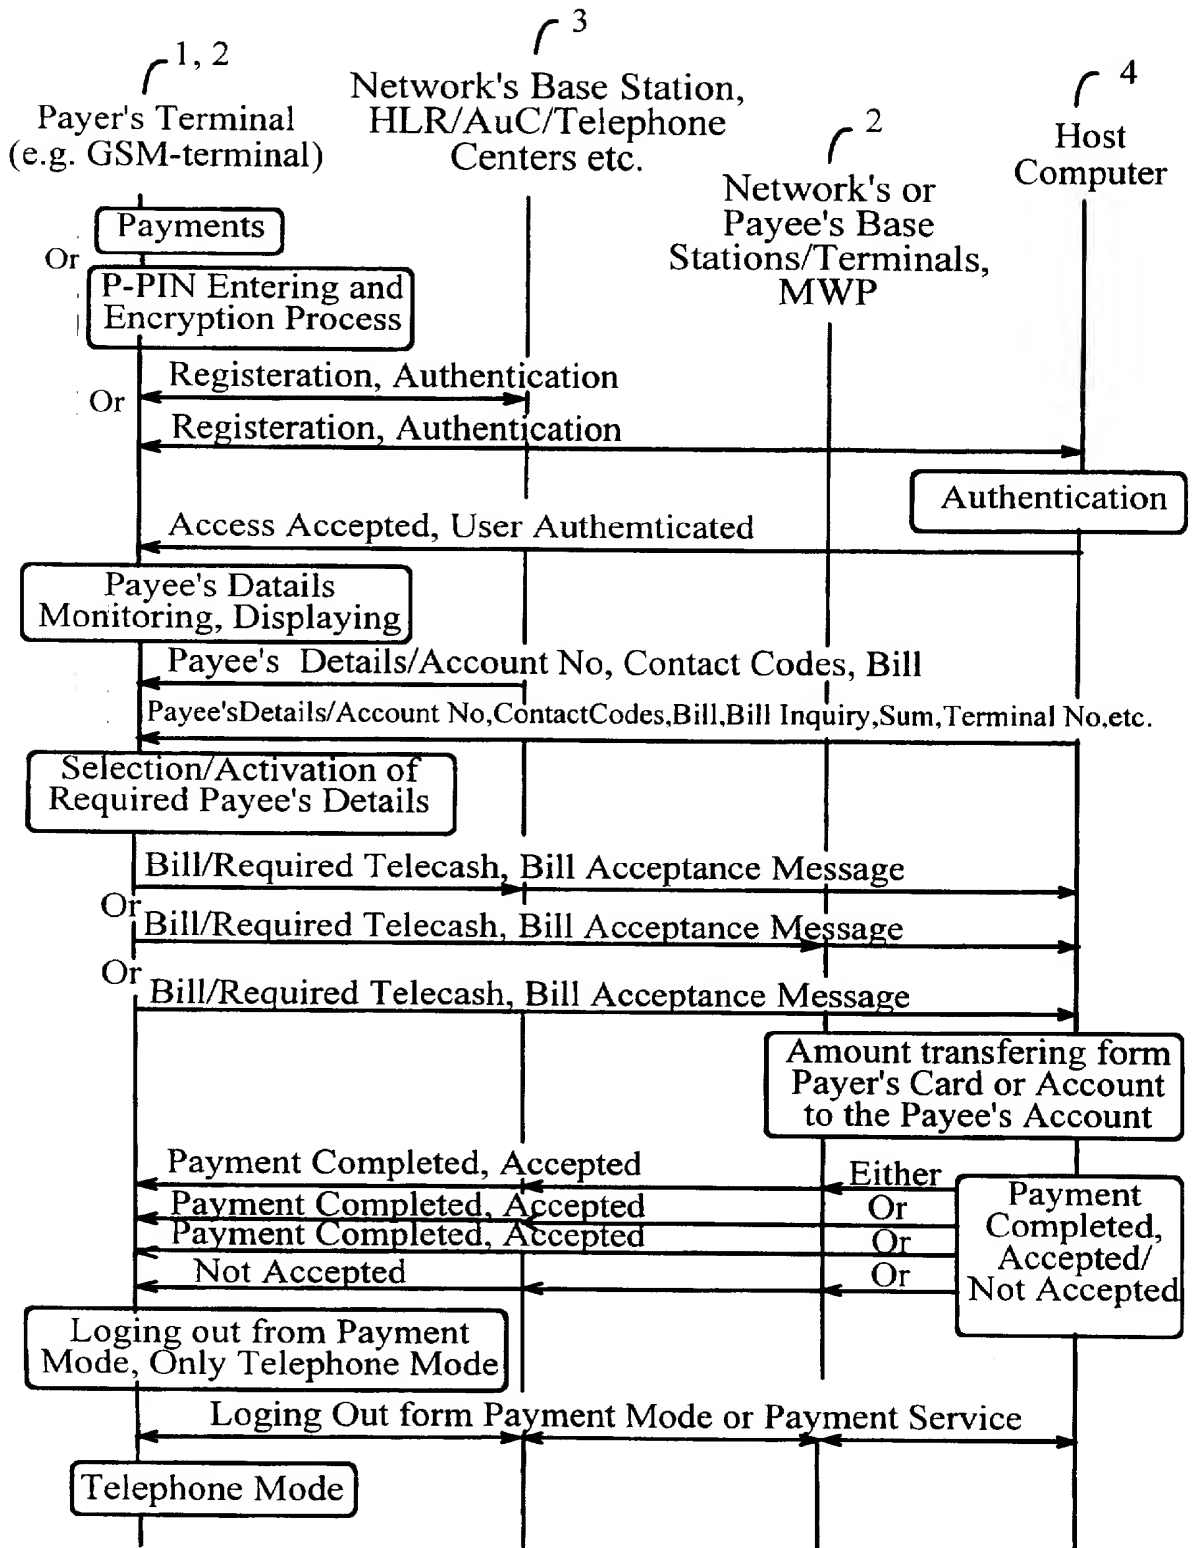 3
1, 2
Network's Base Station,
HLR/AuC/Telephone
Centers etc.
4
Payer's Terminal
(e.g. GSM-terminal)
2
Host
Computer
Network's or
Payee's Base
Stations/Terminals,
MWP
Payments
Or
P-PIN Entering and
Encryption Process
Registeration, Authentication
Or
Registeration, Authentication
Authentication
Access Accepted, User Authemticated
Payee's Datails
Monitoring, Displaying
Payee's Details/Account No, Contact Codes, Bill
Payee'sDetails/Account No,ContactCodes,Bill,Bill Inquiry,Sum,Terminal No,etc.
Selection/Activation of
Required Payee's Details
Bill/Required Telecash, Bill Acceptance Message
Or
Bill/Required Telecash, Bill Acceptance Message
Or
Bill/Required Telecash, Bill Acceptance Message
Amount transfering form
Payer's Card or Account
to the Payee's Account
Payment Completed, Accepted
Either
Payment Completed, Accepted
Or
Payment Completed, Accepted
Or
Not Accepted
Or
Payment
Completed,
Accepted/
Not Accepted
Loging out from Payment
Mode, Only Telephone Mode
Loging Out form Payment Mode or Payment Service
Telephone Mode